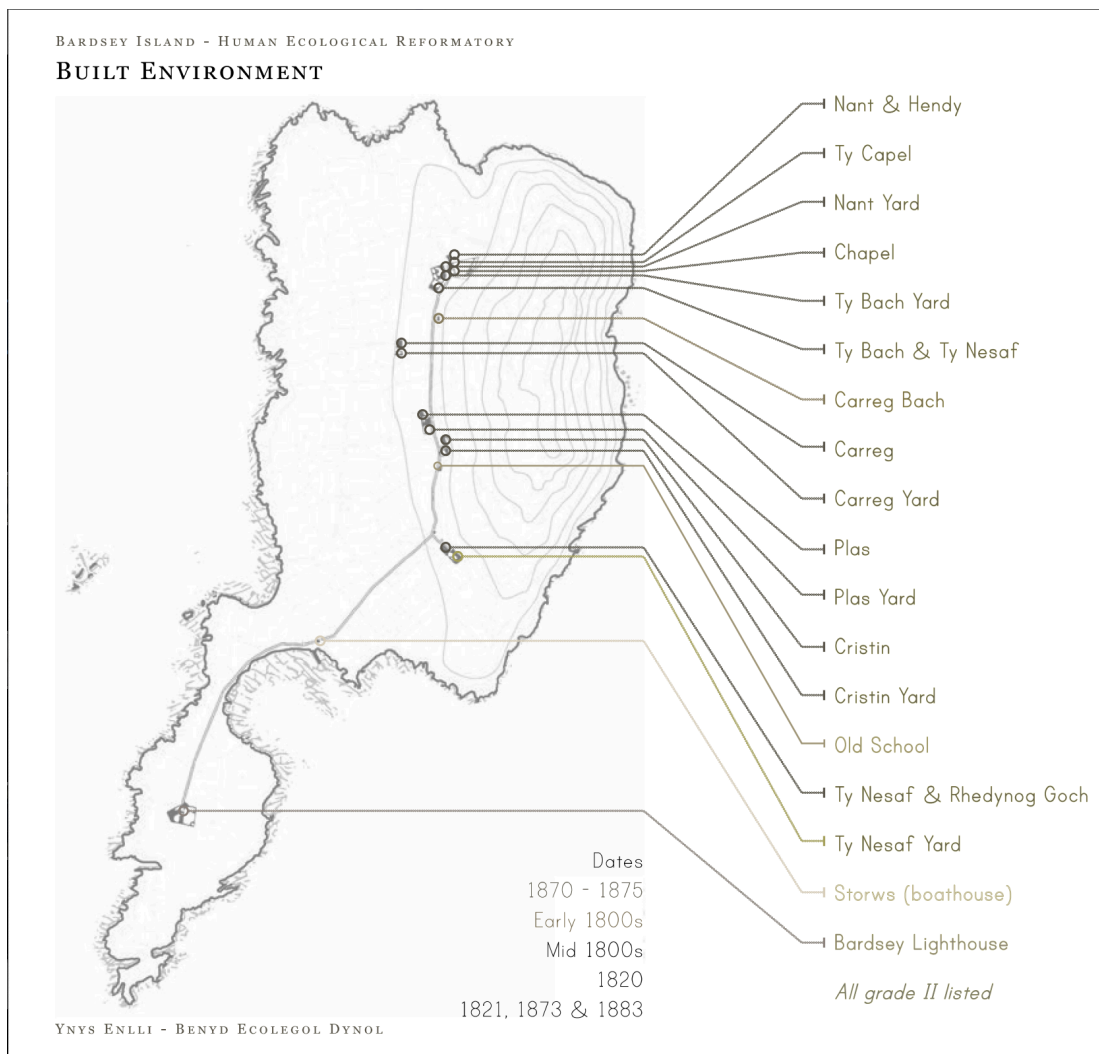 Bardsey Island - Human Ecological Reformatory
Built Environment
Nant & Hendy
Ty Capel
Nant Yard
Chapel
Ty Bach Yard
Ty Bach & Ty Nesaf
Carreg Bach
Carreg
Carreg Yard
Plas
Plas Yard
Cristin
Cristin Yard
Old School
Ty Nesaf & Rhedynog Goch
Ty Nesaf Yard
Storws (boathouse)
Bardsey Lighthouse
All grade II listed
Dates
1870 - 1875
Early 1800s
Mid 1800s
1820
1821, 1873 & 1883
Ynys Enlli - Benyd Ecolegol Dynol